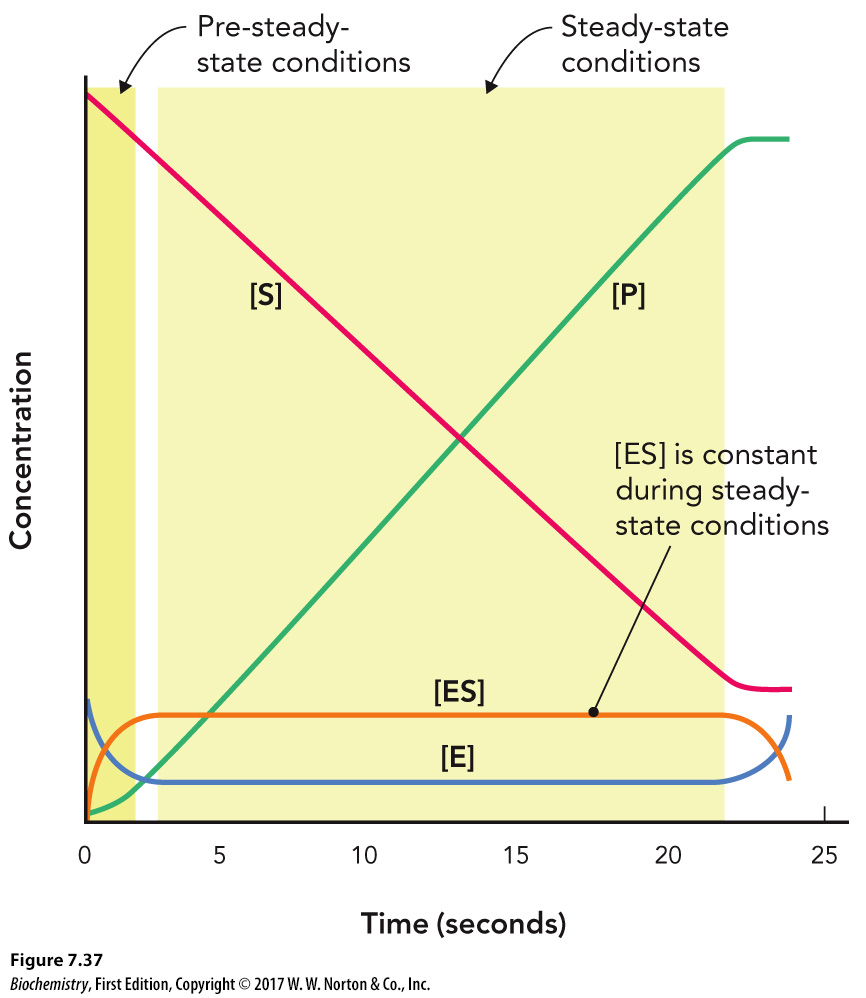 Pre-steady-
state conditions
Steady-state
conditions
[S]
[P]
Concentration
[ES] is constant
during steady-
state conditions
[ES]
[E]
0 5 10 15 20 25
Time (seconds)
Figure 7.37
Biochemistry, First Edition, Copyright © 2017 W. W. Norton & Co., Inc.